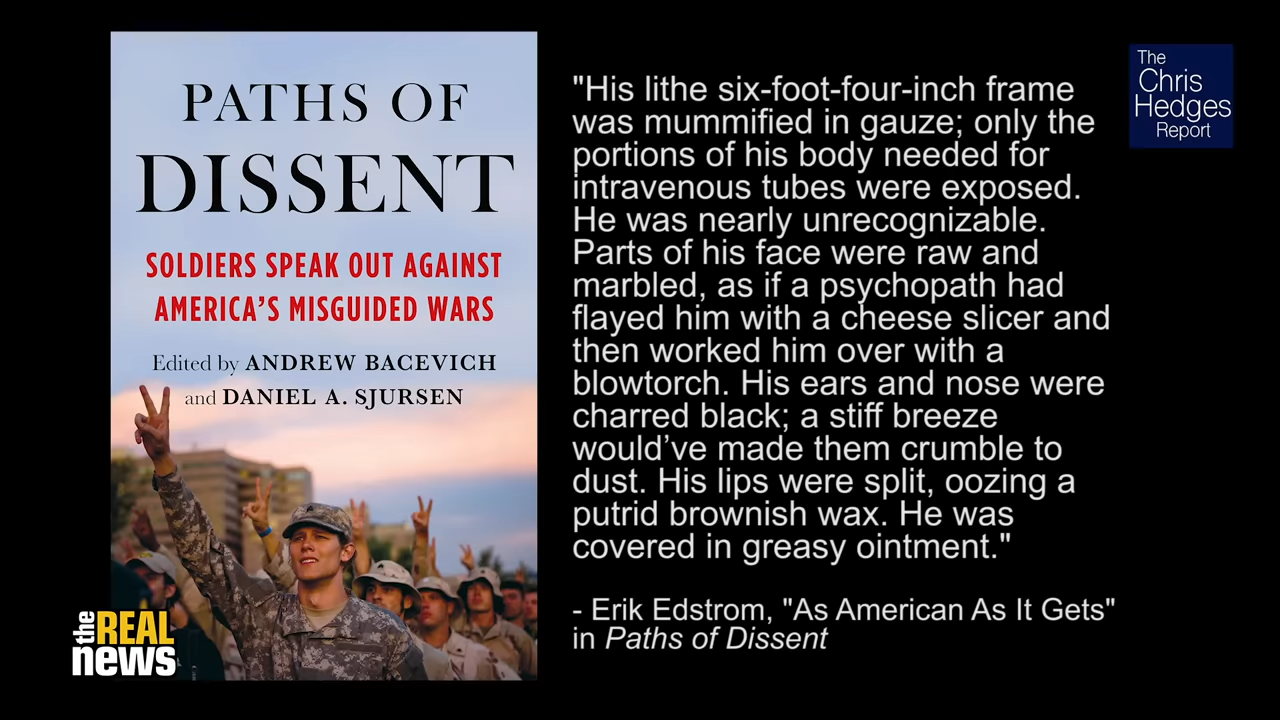 PATHS OF
DISSENT
SOLDIERS SPEAK OUT AGAINST
AMERICA'S MISGUIDED WARS
Edited by ANDREW BACEVICH
and DANIEL A. SJURSEN
the REAL
news
"His lithe six-foot-four-inch frame
was mummified in gauze; only the
portions of his body needed for
intravenous tubes were exposed.
He was nearly unrecognizable.
Parts of his face were raw and
marbled, as if a psychopath had
flayed him with a cheese slicer and
then worked him over with a
blowtorch. His ears and nose were
charred black; a stiff breeze
would've made them crumble to
dust. His lips were split, oozing a
putrid brownish wax. He was
covered in greasy ointment."
- Erik Edstrom, "As American As It Gets"
in Paths of Dissent
The
Chris
Hedges
Report